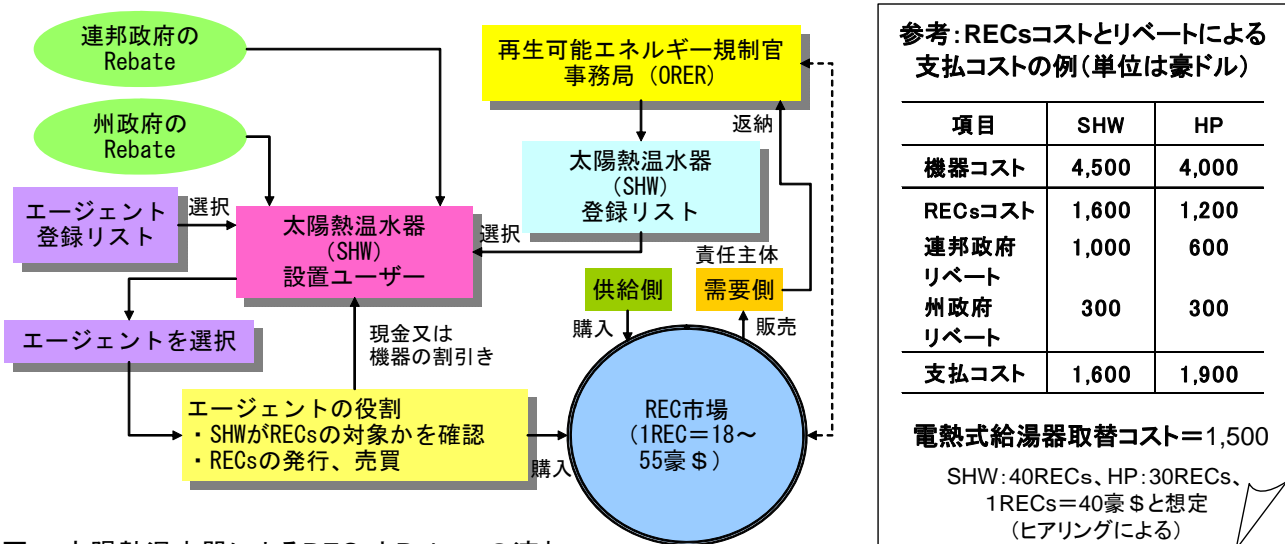 連邦政府の
Rebate
州政府の
Rebate
エージェント
登録リスト
選択
太陽熱温水器
(SHW)
設置ユーザー
エージェントを選択
現金又は
機器の割引き
エージェントの役割
・SHWがRECsの対象かを確認
・RECsの発行、売買
再生可能エネルギー規制官
事務局（ORER）
返納
太陽熱温水器
(SHW)
登録リスト
選択
責任主体
供給側
需要側
購入
販売
購入
REC市場
(1REC＝18～
55豪＄)
参考：RECsコストとリベートによる
支払コストの例(単位は豪ドル)
項目 SHW HP
機器コスト 4,500 4,000
RECsコスト 1,600 1,200
連邦政府 1,000 600
リベート
州政府 300 300
リベート
支払コスト 1,600 1,900
電熱式給湯器取替コスト＝1,500
SHW：40RECs、HP：30RECs、
1RECs＝40豪＄と想定
(ヒアリングによる)